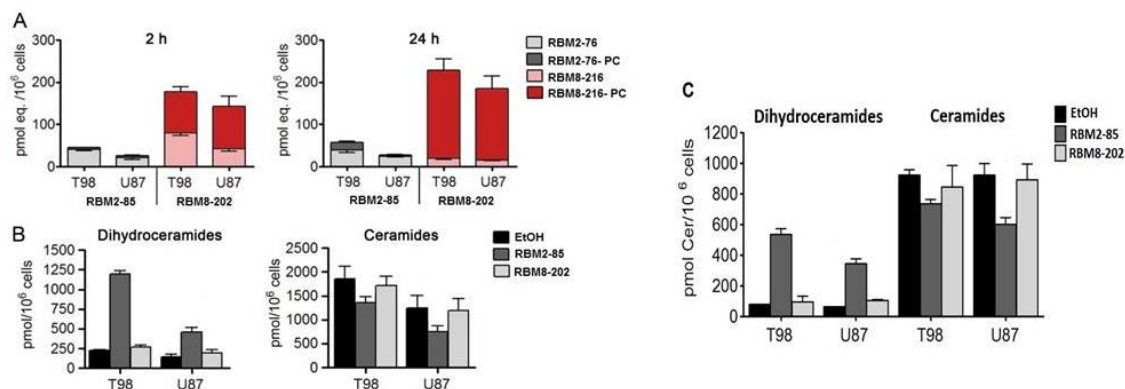 A
2 h
pmol eq. /10⁶ cells
300
200
100
0
T98 U87 T98 U87
RBM2-85 RBM8-202
24 h
pmol eq. /10⁶ cells
300
200
100
0
T98 U87 T98 U87
RBM2-85 RBM8-202
RBM2-76
RBM2-76- PC
RBM8-216
RBM8-216- PC
B
Dihydroceramides
pmol/10⁶ cells
1500
1250
1000
750
500
250
0
T98 U87
Ceramides
pmol/10⁶ cells
2500
2000
1500
1000
500
0
T98 U87
EtOH
RBM2-85
RBM8-202
C
Dihydroceramides Ceramides
pmol Cer/10⁶ cells
1200
1000
800
600
400
200
0
T98 U87 T98 U87
EtOH
RBM2-85
RBM8-202